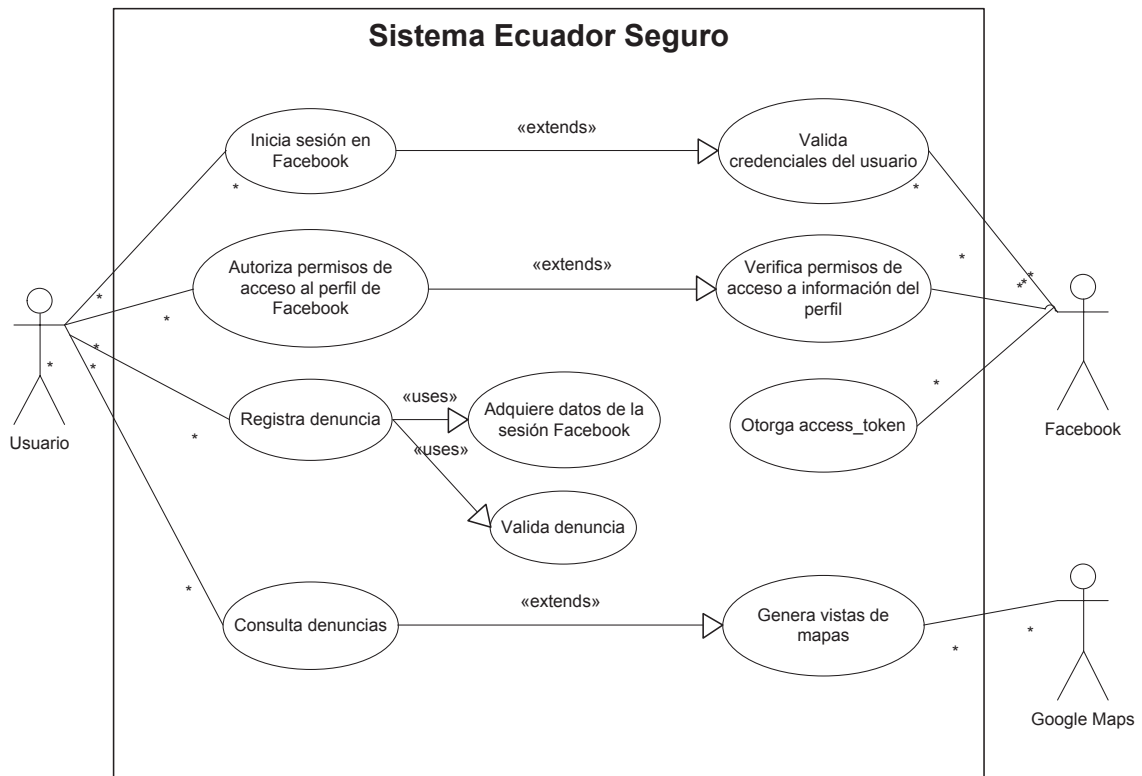 Sistema Ecuador Seguro
Inicia sesión en
Facebook
«extends»
Valida
credenciales del usuario
*
*
Autoriza permisos de
acceso al perfil de
Facebook
«extends»
Verifica permisos de
acceso a información del
perfil
*
*
*
*
*
*
*
*
*
*
Usuario
Registra denuncia
«uses»
«uses»
Adquiere datos de la
sesión Facebook
Otorga access_token
*
*
Facebook
Valida denuncia
*
Consulta denuncias
«extends»
Genera vistas de
mapas
*
*
Google Maps